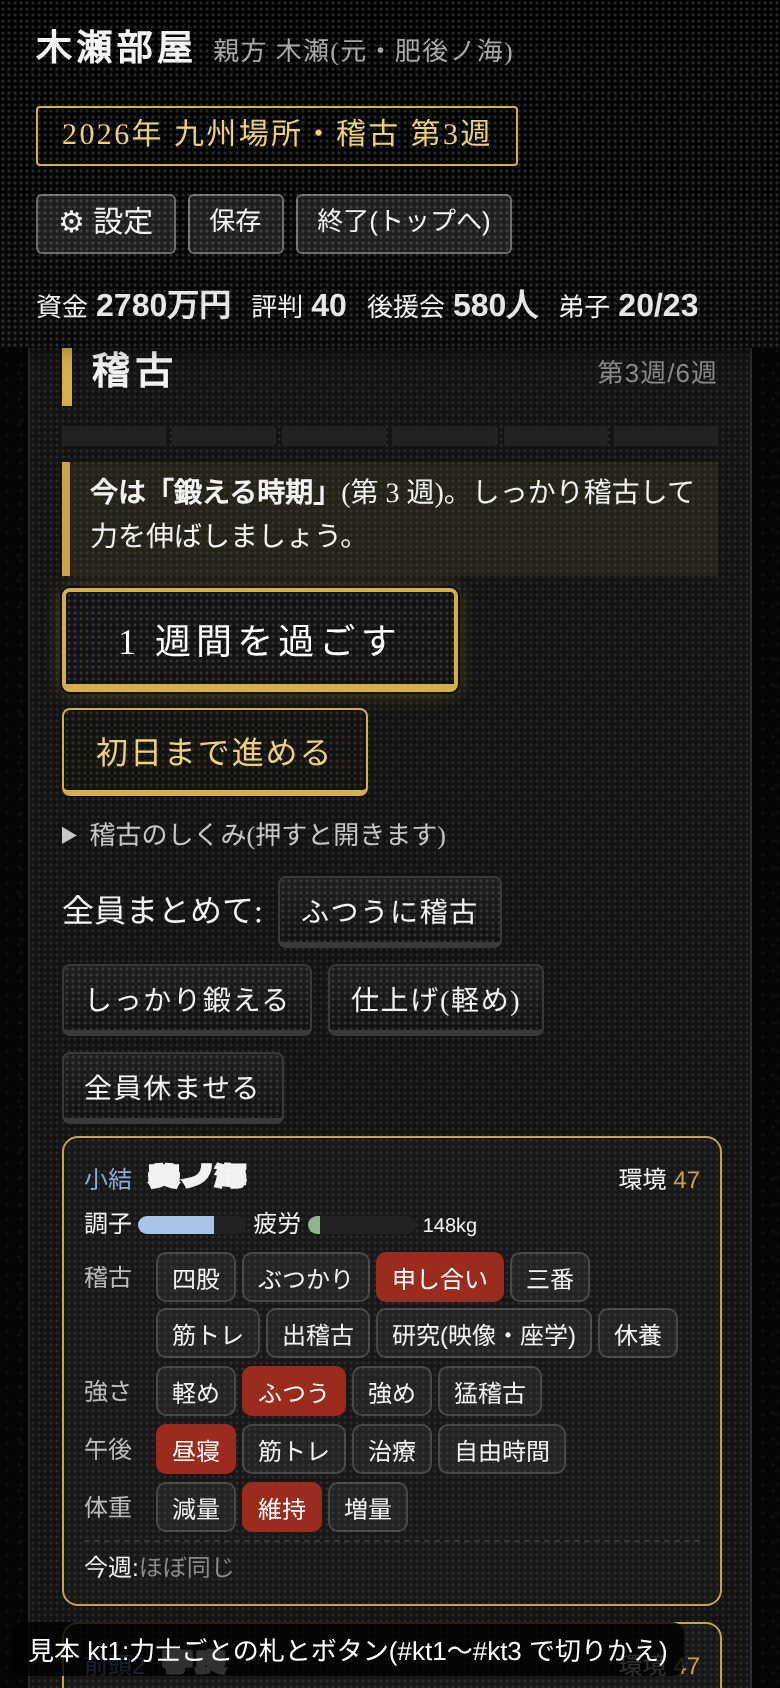 木瀬部屋 親方 木瀬(元・肥後ノ海)
2026年 九州場所・稽古 第3週
⚙ 設定 保存 終了(トップへ)
資金 2780万円 評判 40 後援会 580人 弟子 20/23
稽古 第3週/6週
今は「鍛える時期」(第 3 週)。しっかり稽古して
力を伸ばしましょう。
1 週間を過ごす
初日まで進める
▶ 稽古のしくみ(押すと開きます)
全員まとめて: ふつうに稽古
しっかり鍛える 仕上げ(軽め)
全員休ませる
小結 ノ海 環境 47
調子 疲労 148kg
稽古 四股 ぶつかり 申し合い 三番
筋トレ 出稽古 研究(映像・座学) 休養
強さ 軽め ふつう 強め 猛稽古
午後 昼寝 筋トレ 治療 自由時間
体重 減量 維持 増量
今週:ほぼ同じ
見本 kt1:力士ごとの札とボタン(#kt1〜#kt3 で切りかえ)
前頭2 環境 47